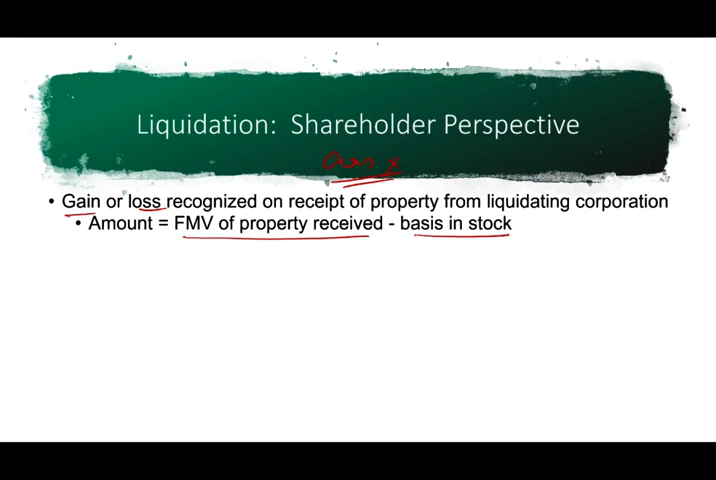 Liquidation: Shareholder Perspective
• Gain or loss recognized on receipt of property from liquidating corporation
• Amount = FMV of property received - basis in stock